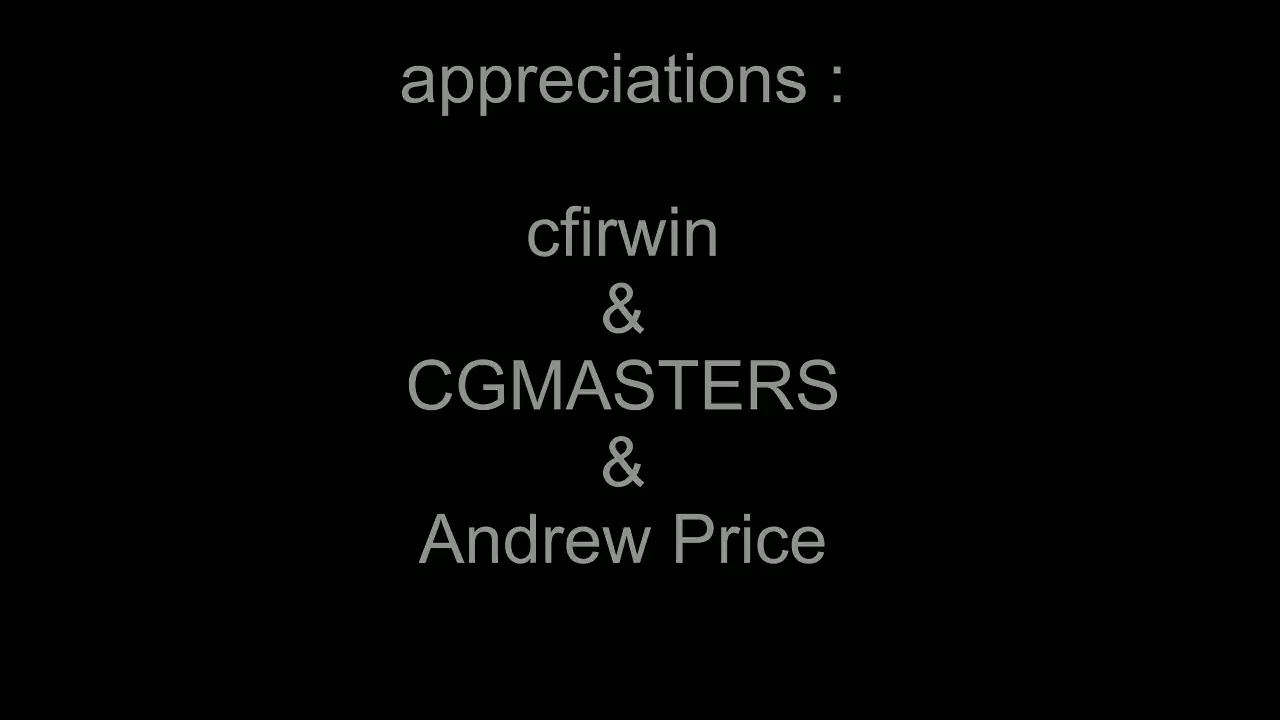 appreciations :
cfirwin
&
CGMASTERS
&
Andrew Price